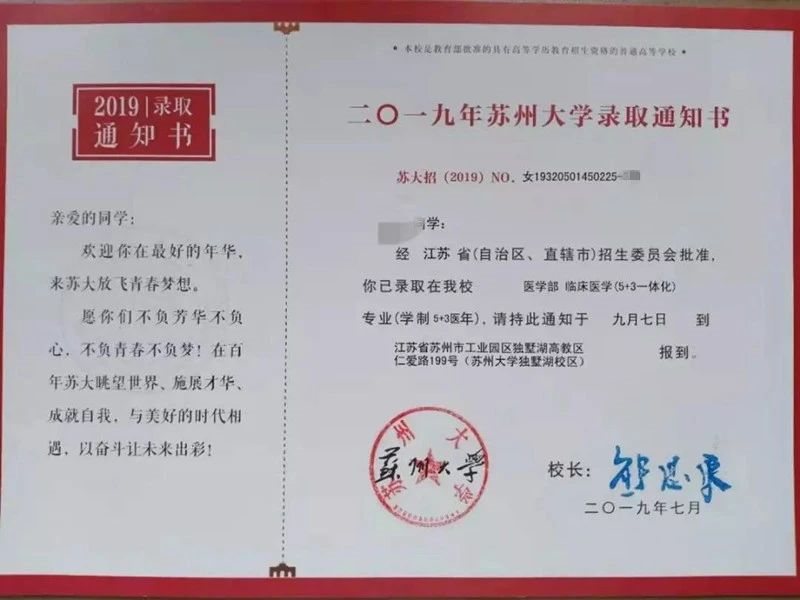 2019|录取
通知书
亲爱的同学：
欢迎你在最好的年华，
来苏大放飞青春梦想。
愿你们不负芳华不负
心，不负青春不负梦！在百
年苏大眺望世界、施展才华、
成就自我，与美好的时代相
遇，以奋斗让未来出彩！
★ 本校是教育部批准的具有高等学历教育招生资格的普通高等学校 ★
二〇一九年苏州大学录取通知书
苏大招（2019）NO. 女19320501450225-
同学：
经 江苏 省(自治区、直辖市)招生委员会批准，
你已录取在我校 医学部 临床医学(5+3一体化)
专业(学制 5+3医年)，请持此通知于 九月七日 到
江苏省苏州市工业园区独墅湖高教区
仁爱路199号（苏州大学独墅湖校区） 报到。
苏州大学
蘇州大学
校长： 熊思东
二〇一九年七月